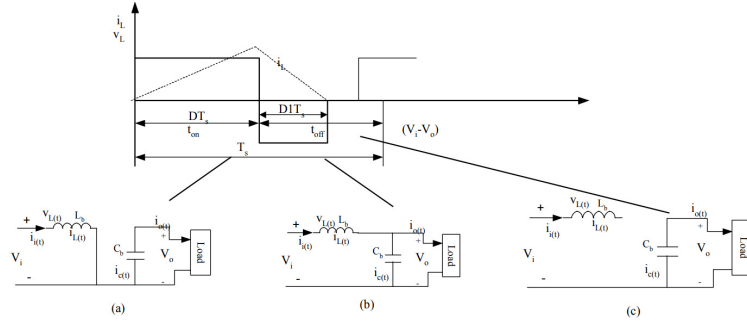 i_L
v_L
i_L
D1T_s
DT_s
t_on t_off (V_i-V_o)
T_s
+ v_L(t) L_b i_o(t)
i_i(t) i_L(t) +
V_i C_b V_o Load
i_c(t)
- -
(a)
+ v_L(t) L_b i_o(t)
i_i(t) i_L(t) +
V_i C_b V_o Load
i_c(t)
- -
(b)
+ v_L(t) L_b i_o(t)
i_i(t) i_L(t) +
V_i C_b V_o Load
i_c(t)
- -
(c)